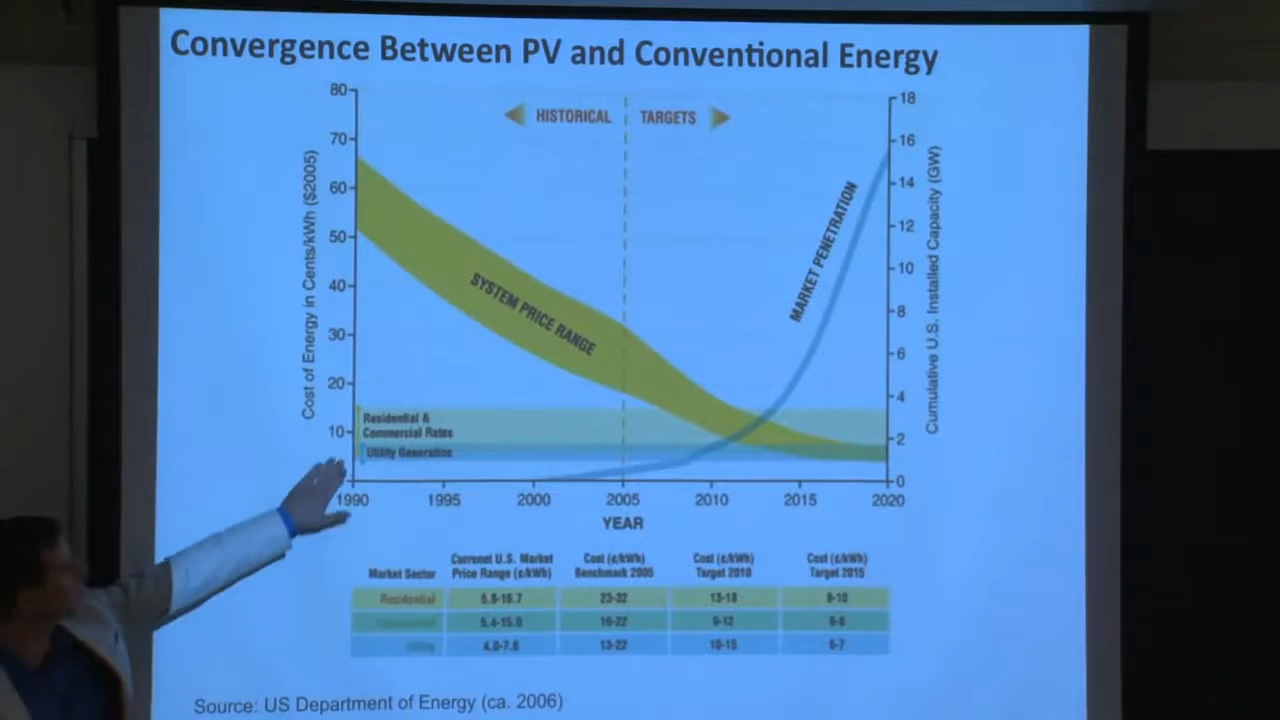 Convergence Between PV and Conventional Energy
HISTORICAL
TARGETS
80
70
60
50
40
30
20
10
Cost of Energy in Cents/kWh ($2005)
18
16
14
12
10
8
6
4
2
0
Cumulative U.S. Installed Capacity (GW)
SYSTEM PRICE RANGE
MARKET PENETRATION
Residential &
Commercial Rates
Utility Generation
1990 1995 2000 2005 2010 2015 2020
YEAR
Market Sector
Current U.S. Market
Price Range (¢/kWh)
Cost (¢/kWh)
Benchmark 2005
Cost (¢/kWh)
Target 2010
Cost (¢/kWh)
Target 2015
Residential 5.8-16.7 23-32 13-18 8-10
5.4-15.0 16-22 9-12 6-8
Utility 4.0-7.6 13-22 10-15 5-7
Source: US Department of Energy (ca. 2006)